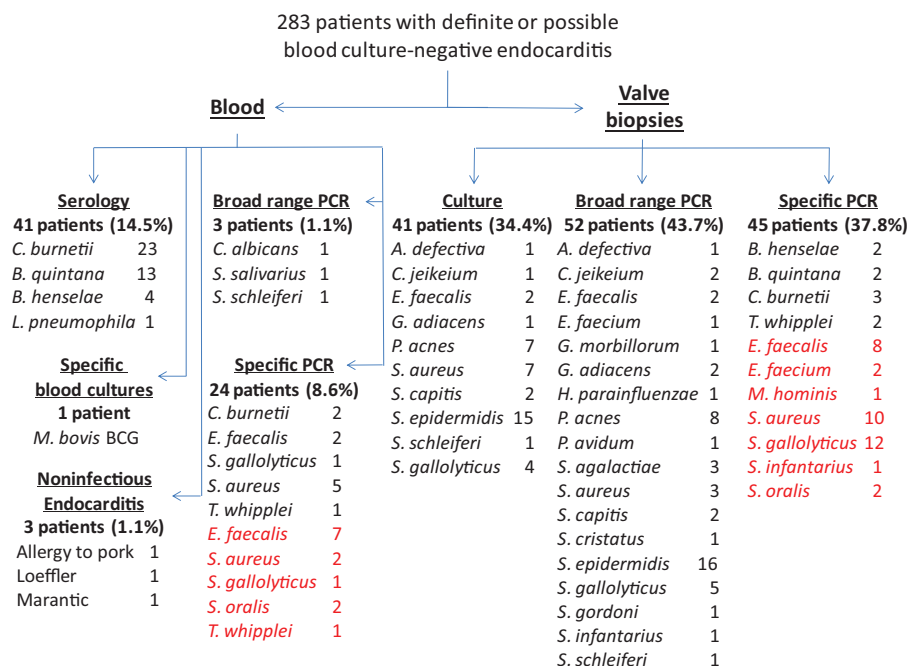 283 patients with definite or possible
blood culture-negative endocarditis
Blood
Valve
biopsies
Serology
41 patients (14.5%)
C. burnetii 23
B. quintana 13
B. henselae 4
L. pneumophila 1
Specific
blood cultures
1 patient
M. bovis BCG
Noninfectious
Endocarditis
3 patients (1.1%)
Allergy to pork 1
Loeffler 1
Marantic 1
Broad range PCR
3 patients (1.1%)
C. albicans 1
S. salivarius 1
S. schleiferi 1
Specific PCR
24 patients (8.6%)
C. burnetii 2
E. faecalis 2
S. gallolyticus 1
S. aureus 5
T. whipplei 1
E. faecalis 7
S. aureus 2
S. gallolyticus 1
S. oralis 2
T. whipplei 1
Culture
41 patients (34.4%)
A. defectiva 1
C. jeikeium 1
E. faecalis 2
G. adiacens 1
P. acnes 7
S. aureus 7
S. capitis 2
S. epidermidis 15
S. schleiferi 1
S. gallolyticus 4
Broad range PCR
52 patients (43.7%)
A. defectiva 1
C. jeikeium 2
E. faecalis 2
E. faecium 1
G. morbillorum 1
G. adiacens 2
H. parainfluenzae 1
P. acnes 8
P. avidum 1
S. agalactiae 3
S. aureus 3
S. capitis 2
S. cristatus 1
S. epidermidis 16
S. gallolyticus 5
S. gordoni 1
S. infantarius 1
S. schleiferi 1
Specific PCR
45 patients (37.8%)
B. henselae 2
B. quintana 2
C. burnetii 3
T. whipplei 2
E. faecalis 8
E. faecium 2
M. hominis 1
S. aureus 10
S. gallolyticus 12
S. infantarius 1
S. oralis 2